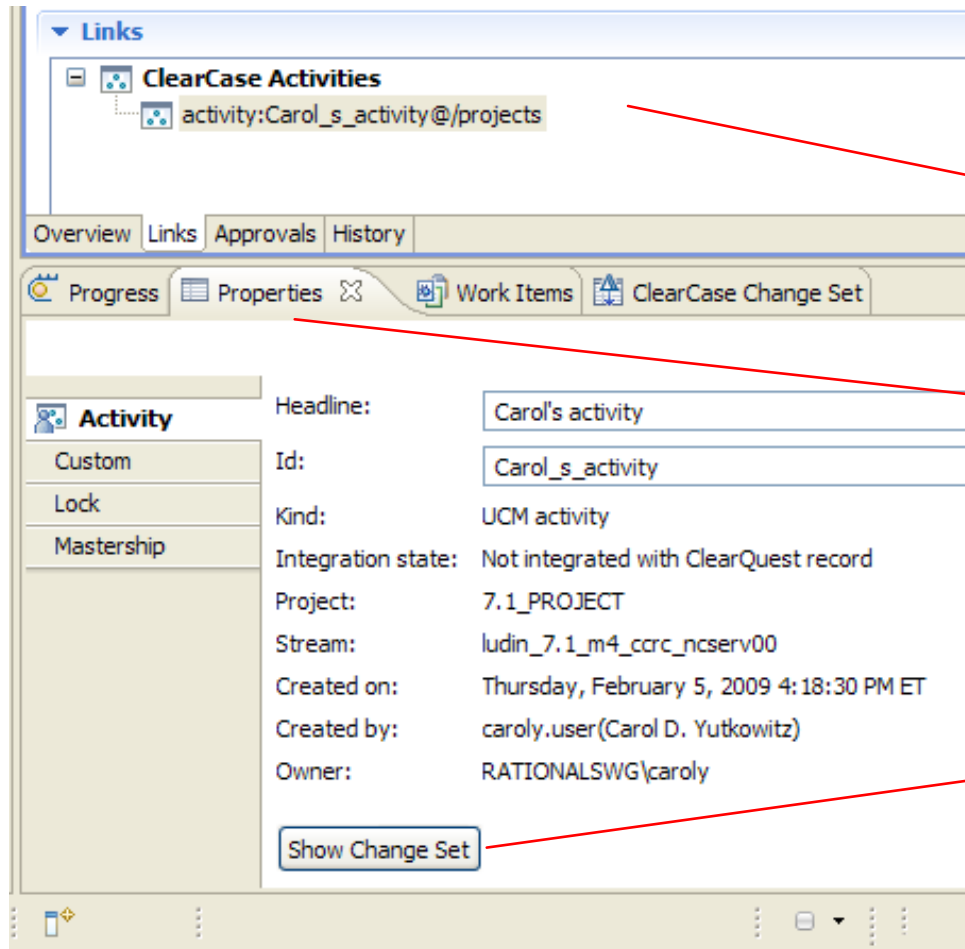 Links
ClearCase Activities
activity:Carol_s_activity@/projects
Overview Links Approvals History
Progress Properties Work Items ClearCase Change Set
Activity
Custom
Lock
Mastership
Headline: Carol's activity
Id: Carol_s_activity
Kind: UCM activity
Integration state: Not integrated with ClearQuest record
Project: 7.1_PROJECT
Stream: ludin_7.1_m4_ccrc_ncserv00
Created on: Thursday, February 5, 2009 4:18:30 PM ET
Created by: caroly.user(Carol D. Yutkowitz)
Owner: RATIONALSWG\caroly
Show Change Set